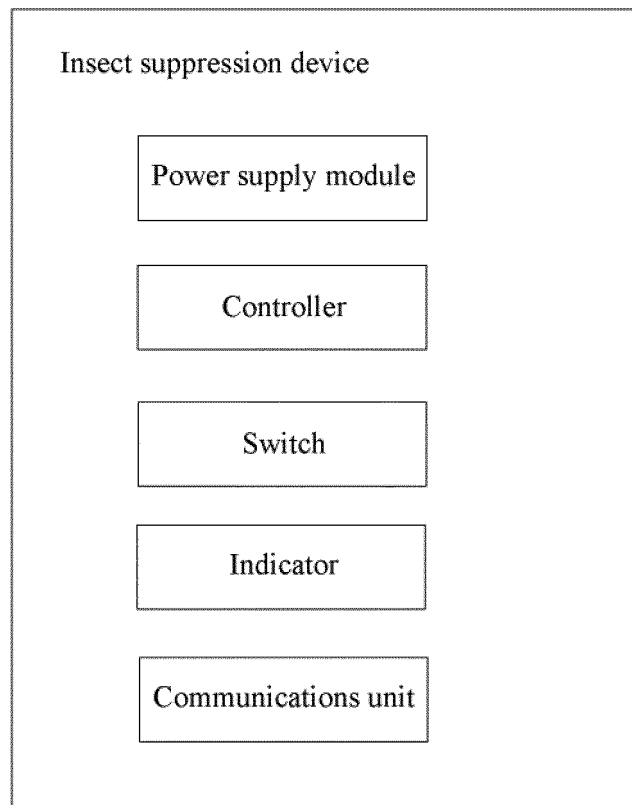 Insect suppression device
Power supply module
Controller
Switch
Indicator
Communications unit